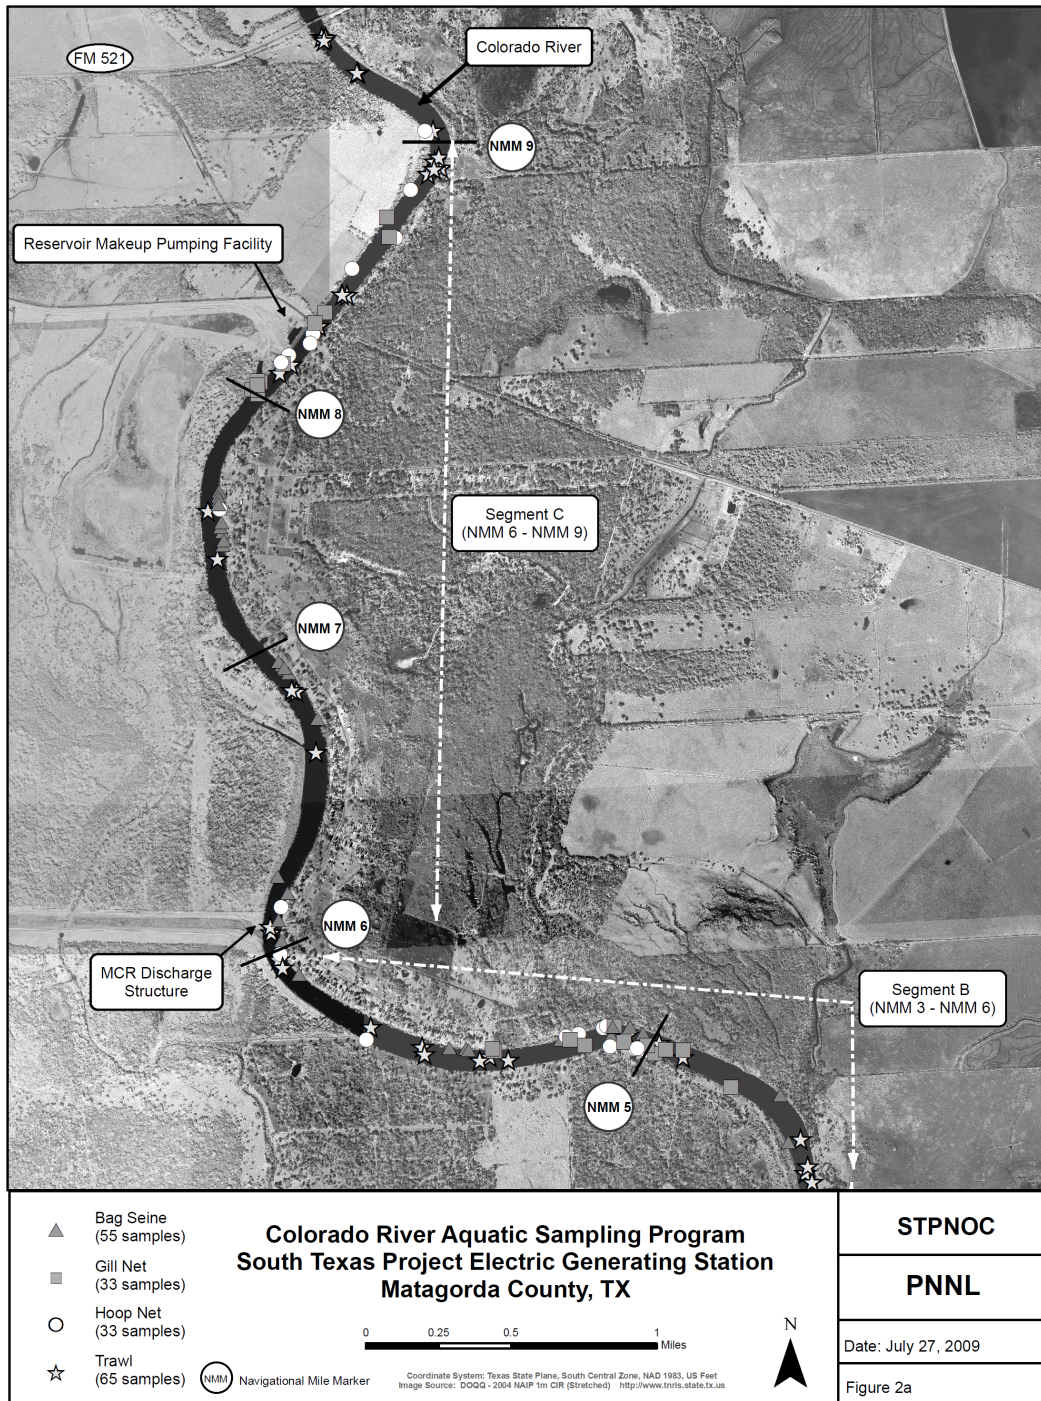 FM 521
Colorado River
NMM 9
Reservoir Makeup Pumping Facility
NMM 8
Segment C
(NMM 6 - NMM 9)
NMM 7
NMM 6
MCR Discharge
Structure
Segment B
(NMM 3 - NMM 6)
NMM 5
Bag Seine
(55 samples)
Gill Net
(33 samples)
Hoop Net
(33 samples)
Trawl
(65 samples)
NMM
Navigational Mile Marker
Colorado River Aquatic Sampling Program
South Texas Project Electric Generating Station
Matagorda County, TX
0 0.25 0.5 1
Miles
Coordinate System: Texas State Plane, South Central Zone, NAD 1983, US Feet
Image Source: DOQQ - 2004 NAIP 1m CIR (Stretched) http://www.tnris.state.tx.us
N
STPNOC
PNNL
Date: July 27, 2009
Figure 2a